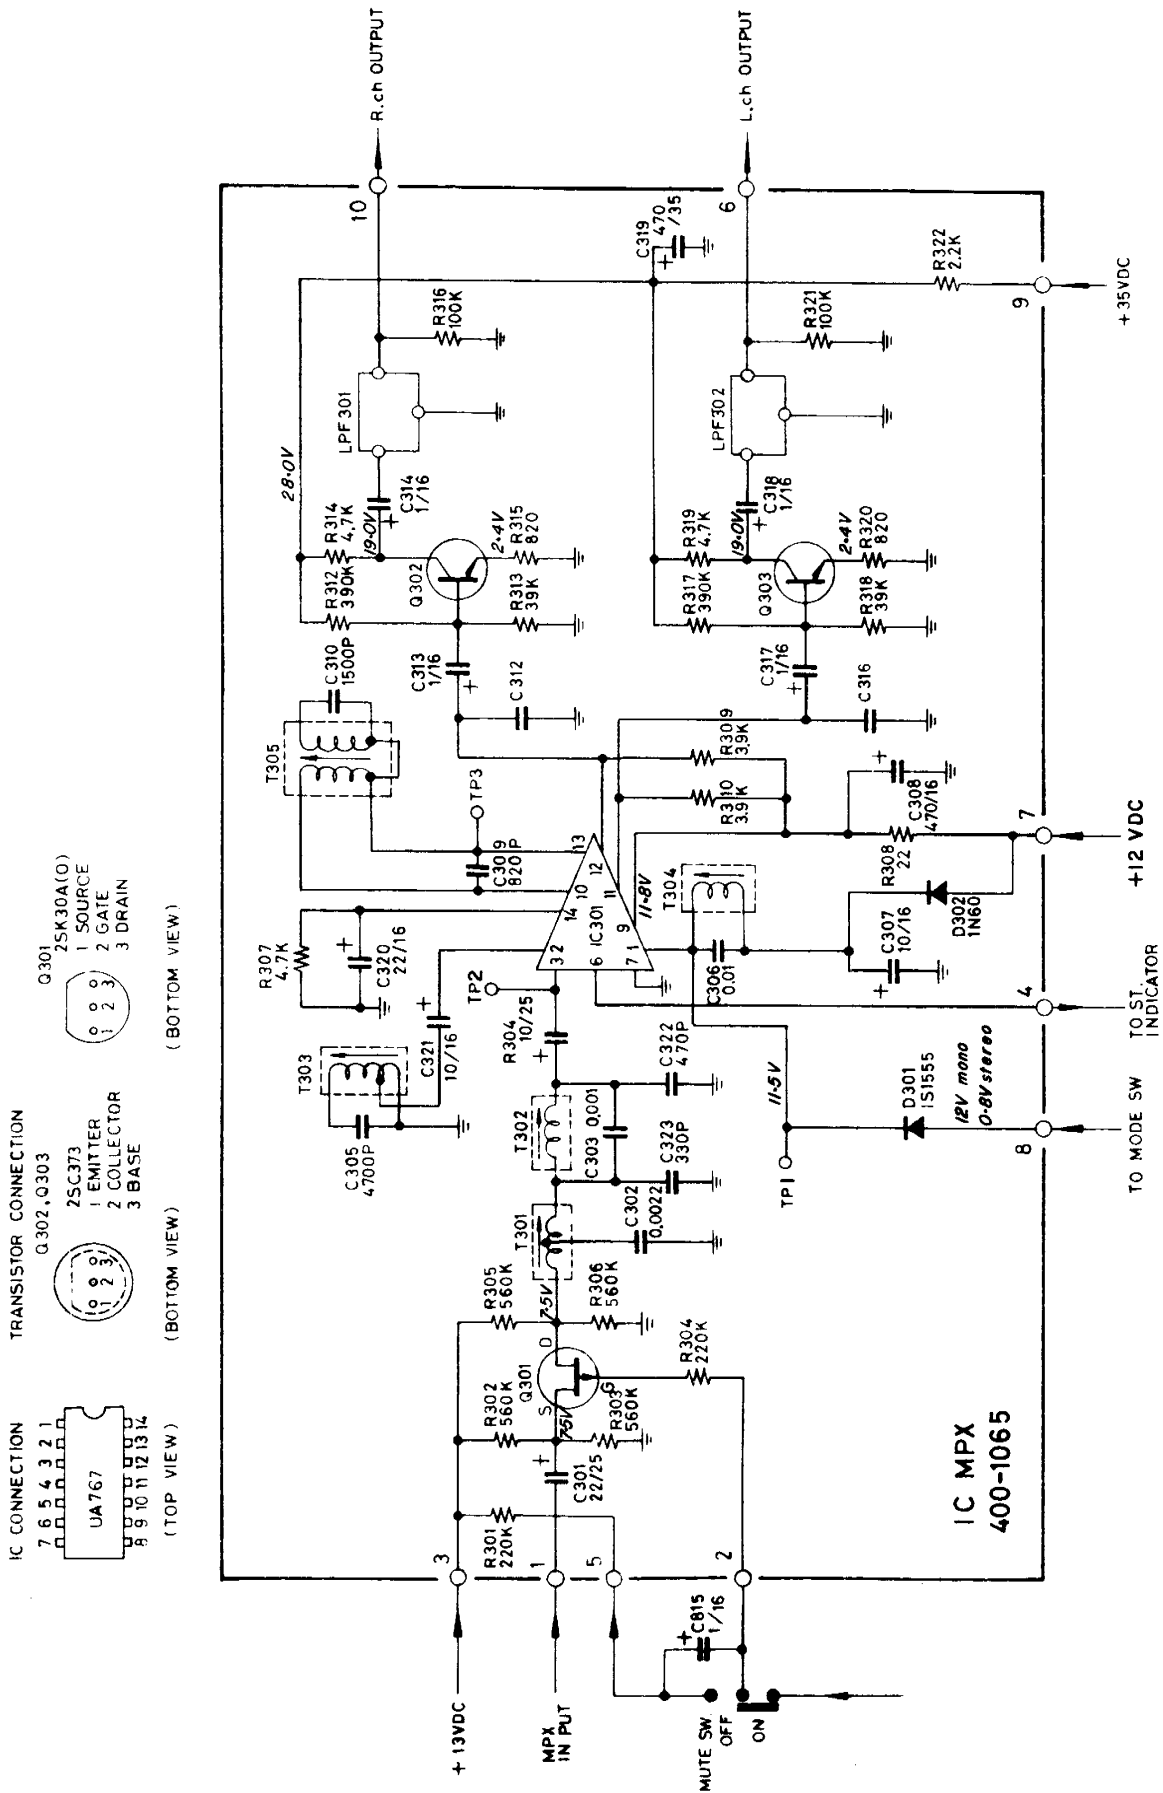 IC CONNECTION
7 6 5 4 3 2 1
UA767
8 9 10 11 12 13 14
(TOP VIEW)
TRANSISTOR CONNECTION
Q302,Q303
2SC373
1 EMITTER
2 COLLECTOR
3 BASE
1 2 3
(BOTTOM VIEW)
Q301
2SK30A(O)
1 SOURCE
2 GATE
3 DRAIN
1 2 3
(BOTTOM VIEW)
+13VDC
3
MPX
IN PUT
1
5
2
MUTE SW.
OFF
ON
+
C815
1/16
R301
220K
+
C301
22/25
R302
560K
R303
560K
7.5V
S
Q301
D
G
7.5V
R304
220K
R305
560K
R306
560K
T301
C302
0.0022
T302
C303 0.001
C323
330P
C322
470P
T303
C305
4700P
+
C321
10/16
R304
10/25
+
TP2
R307
4.7K
+
C320
22/16
3 2
14
10
13
6
IC301
12
7 1
9
11
11.8V
C309
820P
TP3
T305
C310
1500P
T304
C306
0.01
11.5V
TP1
D301
IS1555
12V mono
0.8V stereo
8
TO MODE SW
4
TO ST.
INDICATOR
+
C307
10/16
D302
1N60
R308
22
+
C308
470/16
7
+12 VDC
R310
3.9K
R309
3.9K
C313
1/16
+
C312
C317
1/16
+
C316
R312
390K
R314
4.7K
28.0V
19.0V
Q302
2.4V
R313
39K
R315
820
+
C314
1/16
LPF301
R316
100K
10
R.ch OUTPUT
R317
390K
R319
4.7K
19.0V
Q303
2.4V
R318
39K
R320
820
+
C318
1/16
LPF302
R321
100K
6
L.ch OUTPUT
C319
470
/35
+
R322
2.2K
9
+35VDC
IC MPX
400-1065